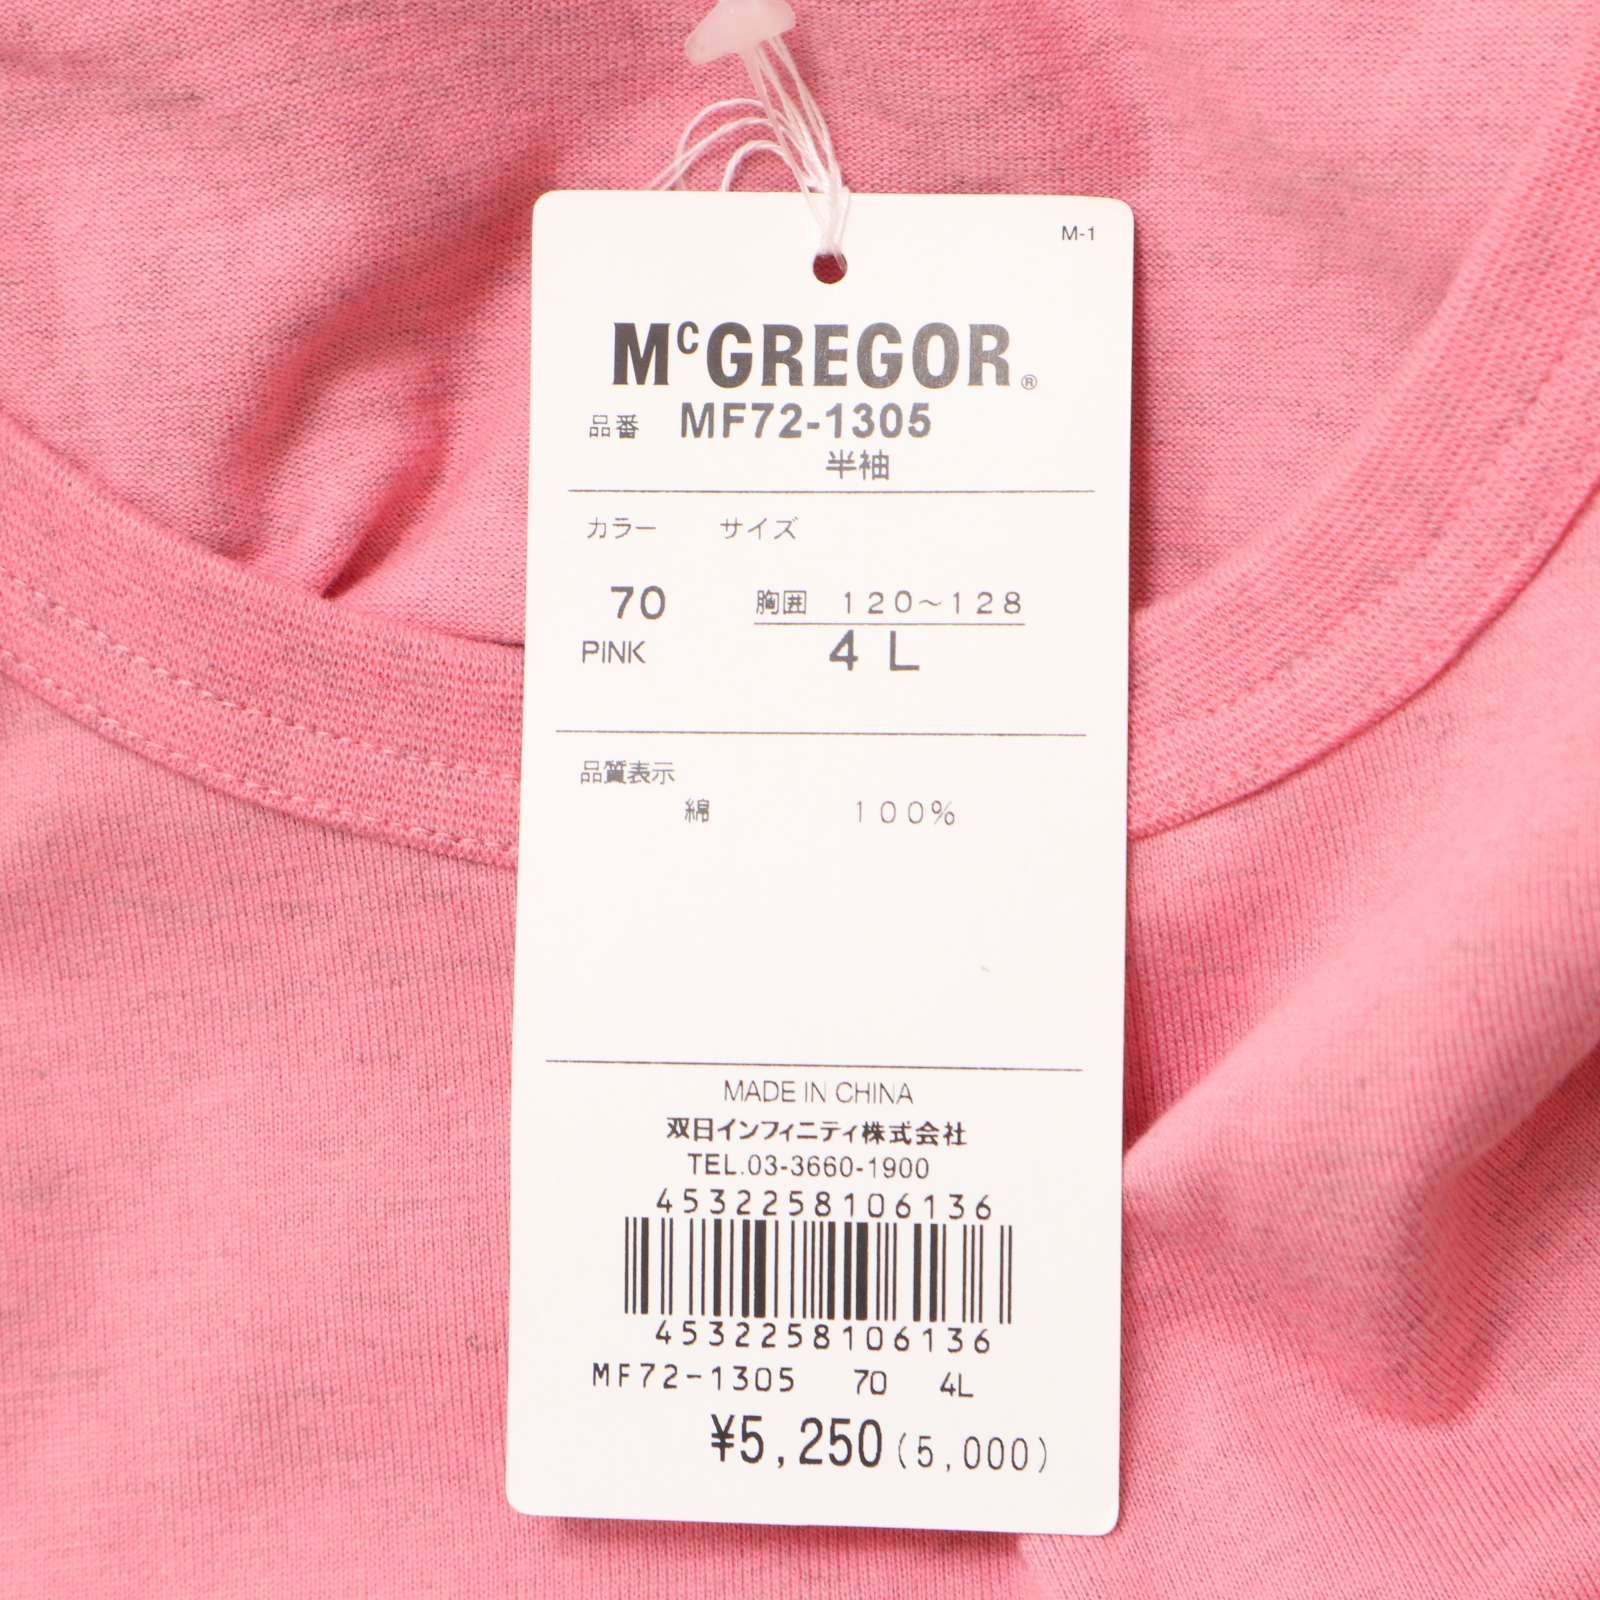 M-1
McGREGOR®
品番 MF72-1305
半袖
カラー サイズ
70 胸囲 120~128
PINK 4L
品質表示
綿 100%
MADE IN CHINA
双日インフィニティ株式会社
TEL.03-3660-1900
4532258106136
4532258106136
MF72-1305 70 4L
¥5,250(5,000)